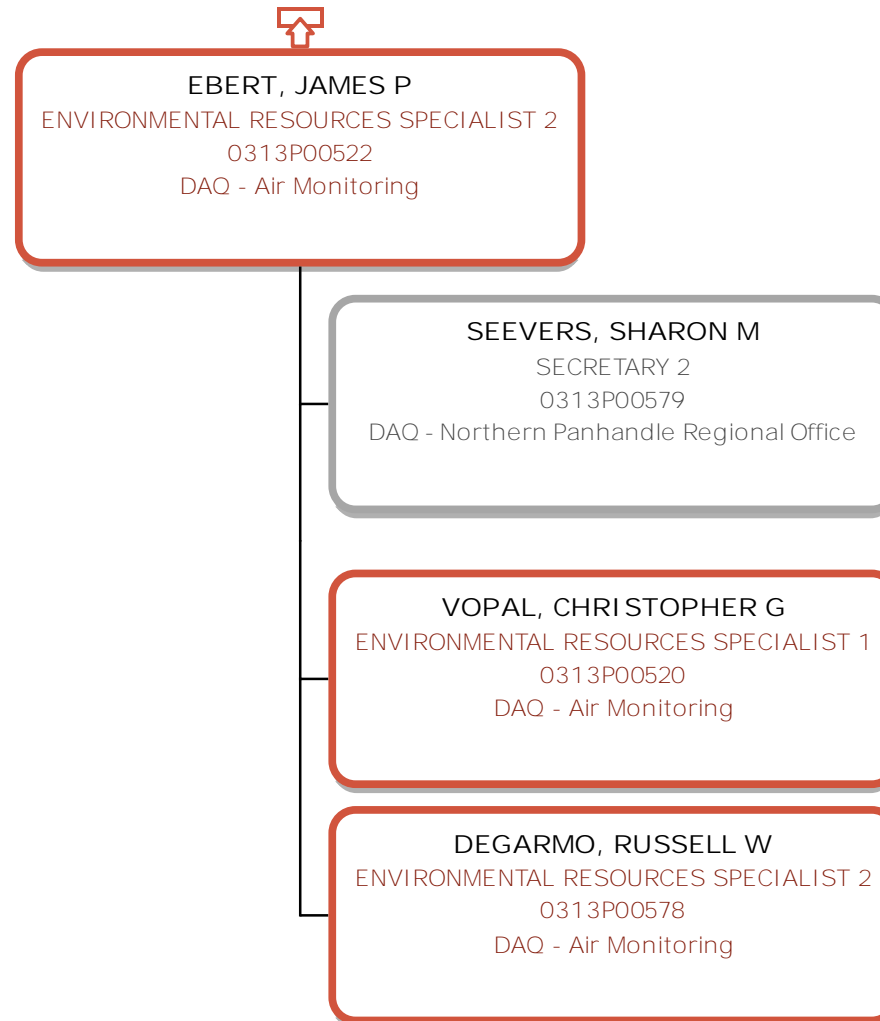 EBERT, JAMES P
ENVIRONMENTAL RESOURCES SPECIALIST 2
0313P00522
DAQ - Air Monitoring
SEEVERS, SHARON M
SECRETARY 2
0313P00579
DAQ - Northern Panhandle Regional Office
VOPAL, CHRISTOPHER G
ENVIRONMENTAL RESOURCES SPECIALIST 1
0313P00520
DAQ - Air Monitoring
DEGARMO, RUSSELL W
ENVIRONMENTAL RESOURCES SPECIALIST 2
0313P00578
DAQ - Air Monitoring